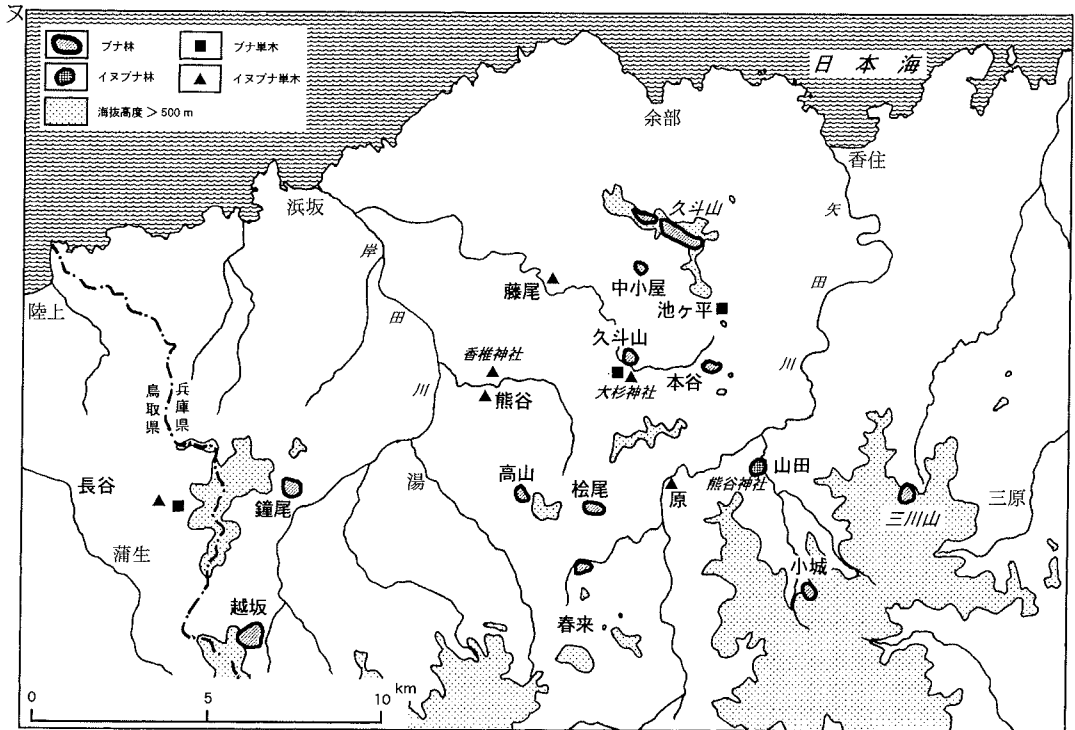 ヌ
ブナ林 ブナ単木
イヌブナ林 イヌブナ単木
海抜高度 > 500 m
日本海
余部
香住
浜坂
久斗山
矢田川
岸田川
藤尾
中小屋
池ヶ平
陸上
久斗山
香椎神社
大杉神社
本谷
熊谷
鳥取県
兵庫県
湯
長谷
鐘尾
高山
桧尾
原
熊谷神社
山田
三川山
三原
蒲生
小城
越坂
春来
0 5 10 km